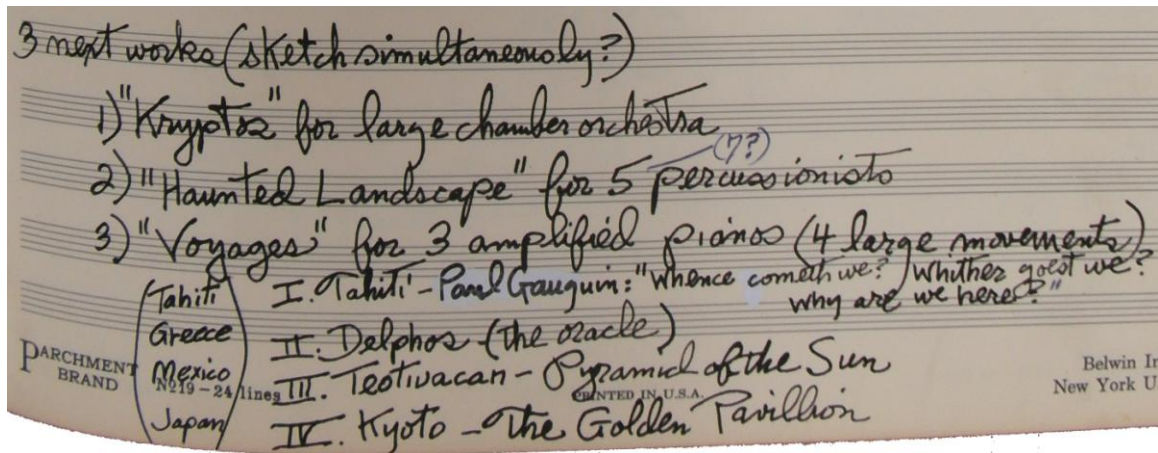 3 next works (sketch simultaneously?)
1) "Kryptos" for large chamber orchestra
(7?)
2) "Haunted Landscape" for 5 percussionists
3) "Voyages" for 3 amplified pianos (4 large movements)
(Tahiti) I. Tahiti - Paul Gauguin: "Whence cometh we? Whither goest we?
why are we here?"
Greece II. Delphos (the oracle)
Mexico III. Teotivacan - Pyramid of the Sun
Japan IV. Kyoto - The Golden Pavillion
PARCHMENT BRAND
No 19 - 24 lines
PRINTED IN U.S.A.
Belwin In
New York U